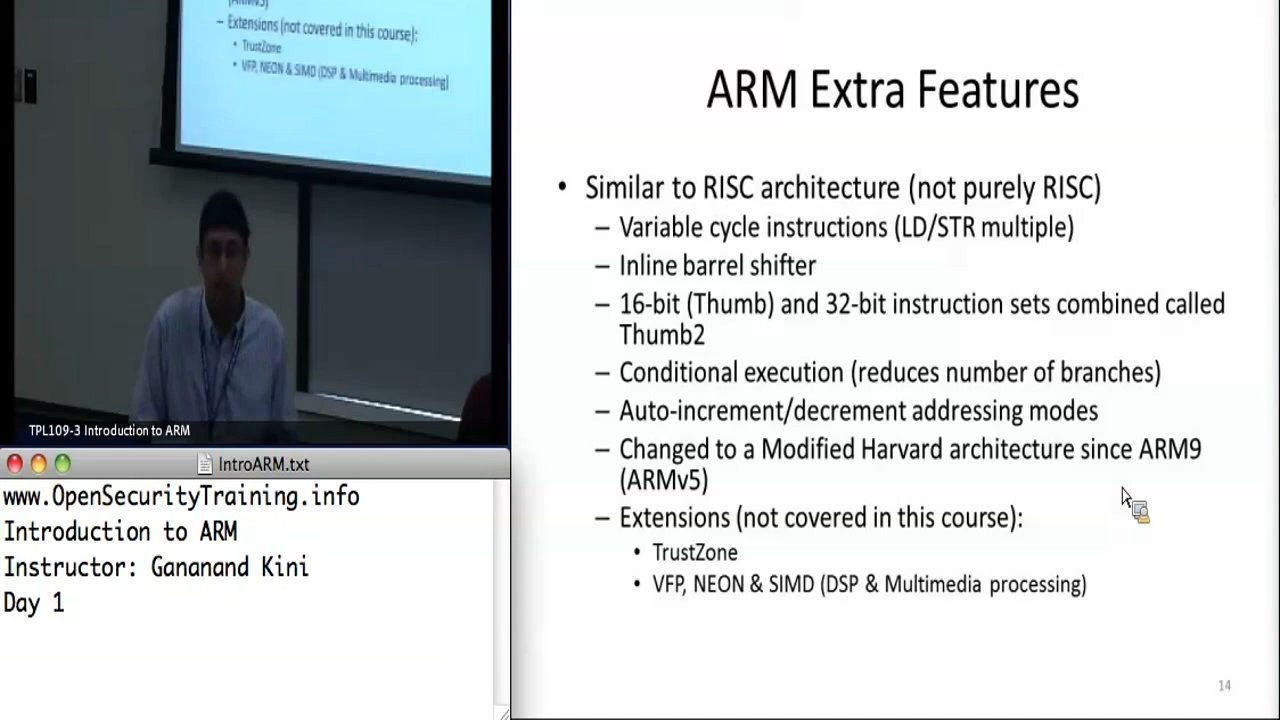 (ARMv5)
– Extensions (not covered in this course):
• TrustZone
• VFP, NEON & SIMD (DSP & Multimedia processing)
TPL109-3 Introduction to ARM
IntroARM.txt
www.OpenSecurityTraining.info
Introduction to ARM
Instructor: Gananand Kini
Day 1
ARM Extra Features
• Similar to RISC architecture (not purely RISC)
– Variable cycle instructions (LD/STR multiple)
– Inline barrel shifter
– 16-bit (Thumb) and 32-bit instruction sets combined called
Thumb2
– Conditional execution (reduces number of branches)
– Auto-increment/decrement addressing modes
– Changed to a Modified Harvard architecture since ARM9
(ARMv5)
– Extensions (not covered in this course):
• TrustZone
• VFP, NEON & SIMD (DSP & Multimedia processing)
14